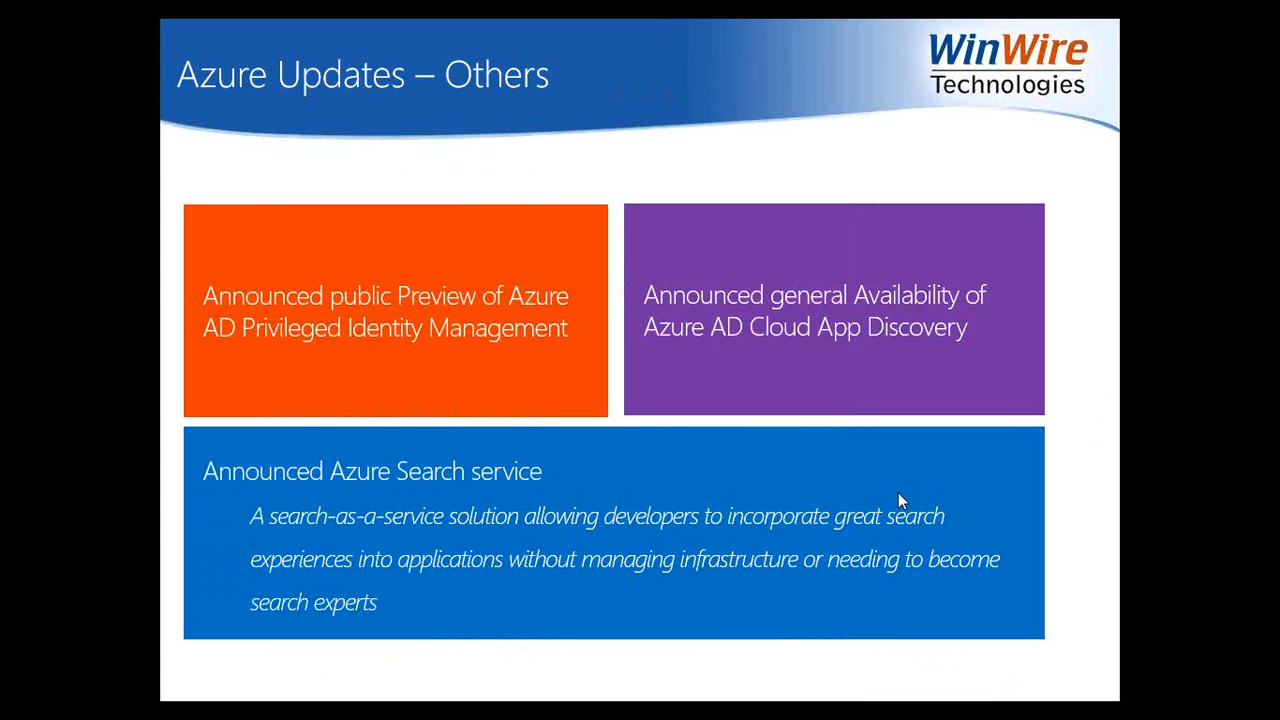 Azure Updates – Others
WinWire
Technologies
Announced public Preview of Azure
AD Privileged Identity Management
Announced general Availability of
Azure AD Cloud App Discovery
Announced Azure Search service
A search-as-a-service solution allowing developers to incorporate great search
experiences into applications without managing infrastructure or needing to become
search experts